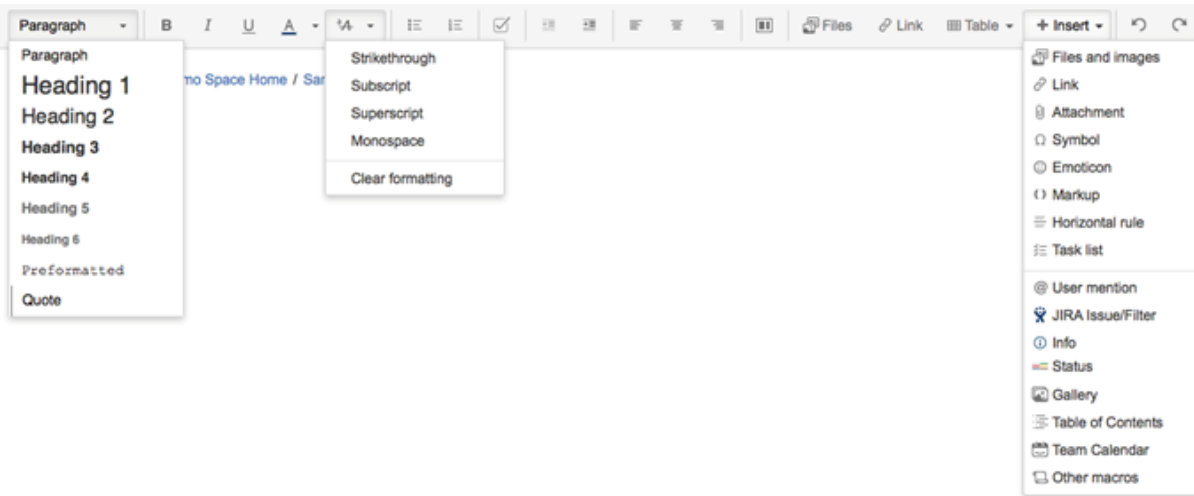 Paragraph B I U A Files Link Table Insert
Paragraph
Heading 1
Heading 2
Heading 3
Heading 4
Heading 5
Heading 6
Preformatted
Quote
mo Space Home / Sar
Strikethrough
Subscript
Superscript
Monospace
Clear formatting
Files and images
Link
Attachment
Symbol
Emoticon
Markup
Horizontal rule
Task list
User mention
JIRA Issue/Filter
Info
Status
Gallery
Table of Contents
Team Calendar
Other macros